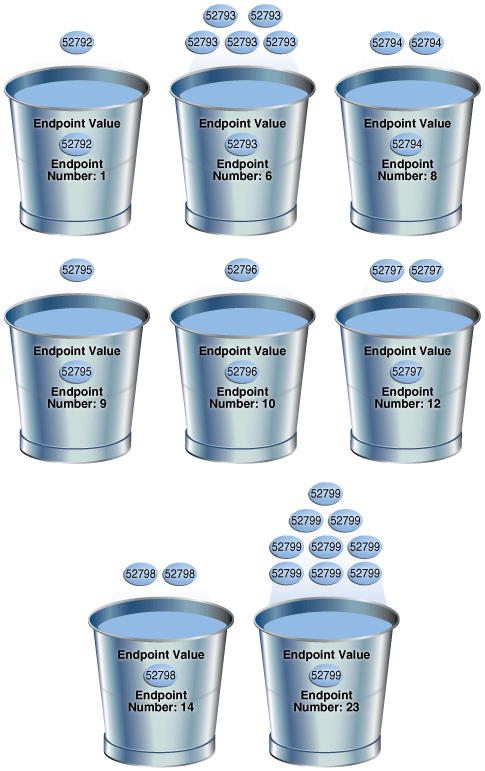 52792
52793 52793
52793 52793 52793
52794 52794
Endpoint Value
52792
Endpoint
Number: 1
Endpoint Value
52793
Endpoint
Number: 6
Endpoint Value
52794
Endpoint
Number: 8
52795
52796
52797 52797
Endpoint Value
52795
Endpoint
Number: 9
Endpoint Value
52796
Endpoint
Number: 10
Endpoint Value
52797
Endpoint
Number: 12
52798 52798
52799
52799 52799
52799 52799 52799
52799 52799 52799
Endpoint Value
52798
Endpoint
Number: 14
Endpoint Value
52799
Endpoint
Number: 23